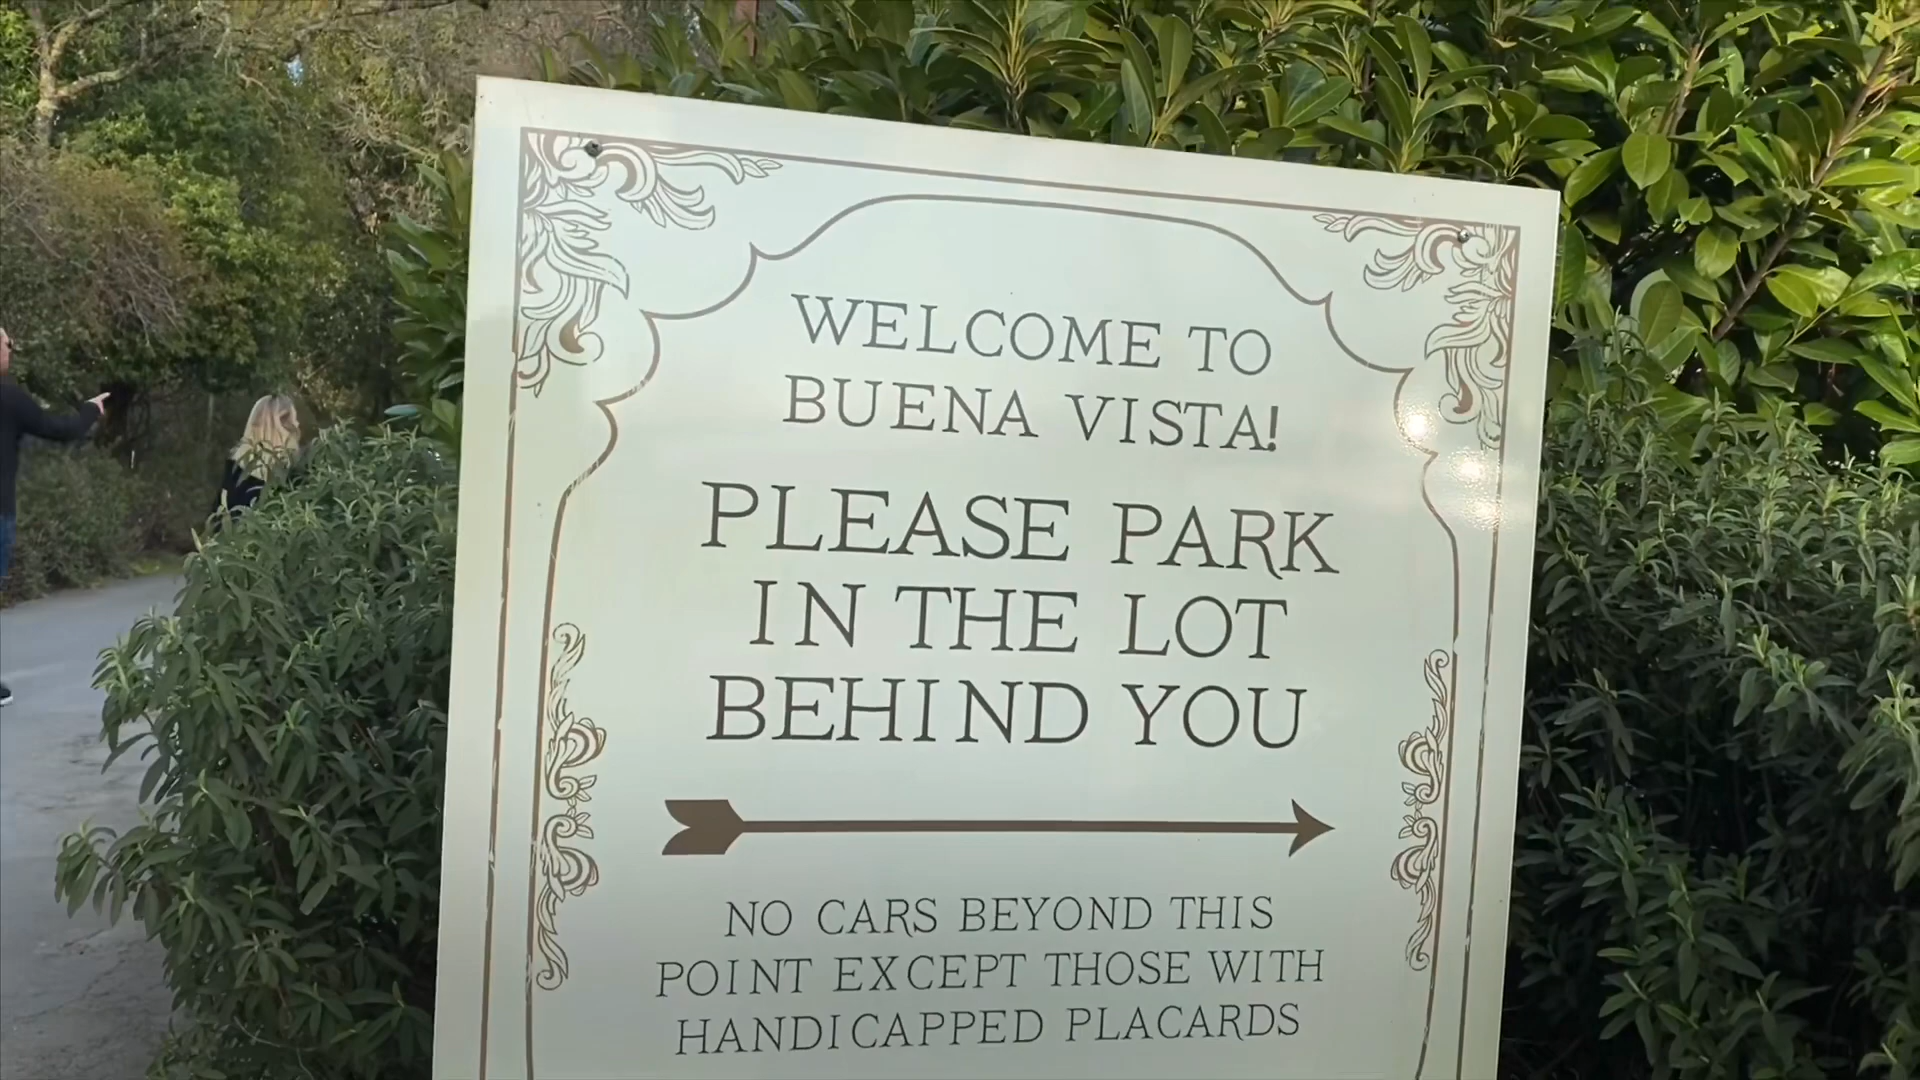 WELCOME TO
BUENA VISTA!
PLEASE PARK
IN THE LOT
BEHIND YOU
NO CARS BEYOND THIS
POINT EXCEPT THOSE WITH
HANDICAPPED PLACARDS